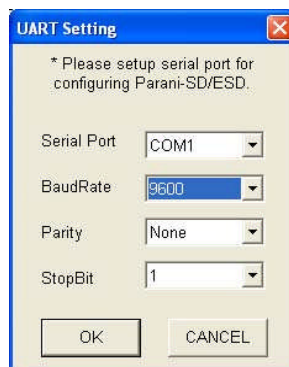 UART Setting
* Please setup serial port for
configuring Parani-SD/ESD.
Serial Port COM1
BaudRate 9600
Parity None
StopBit 1
OK CANCEL